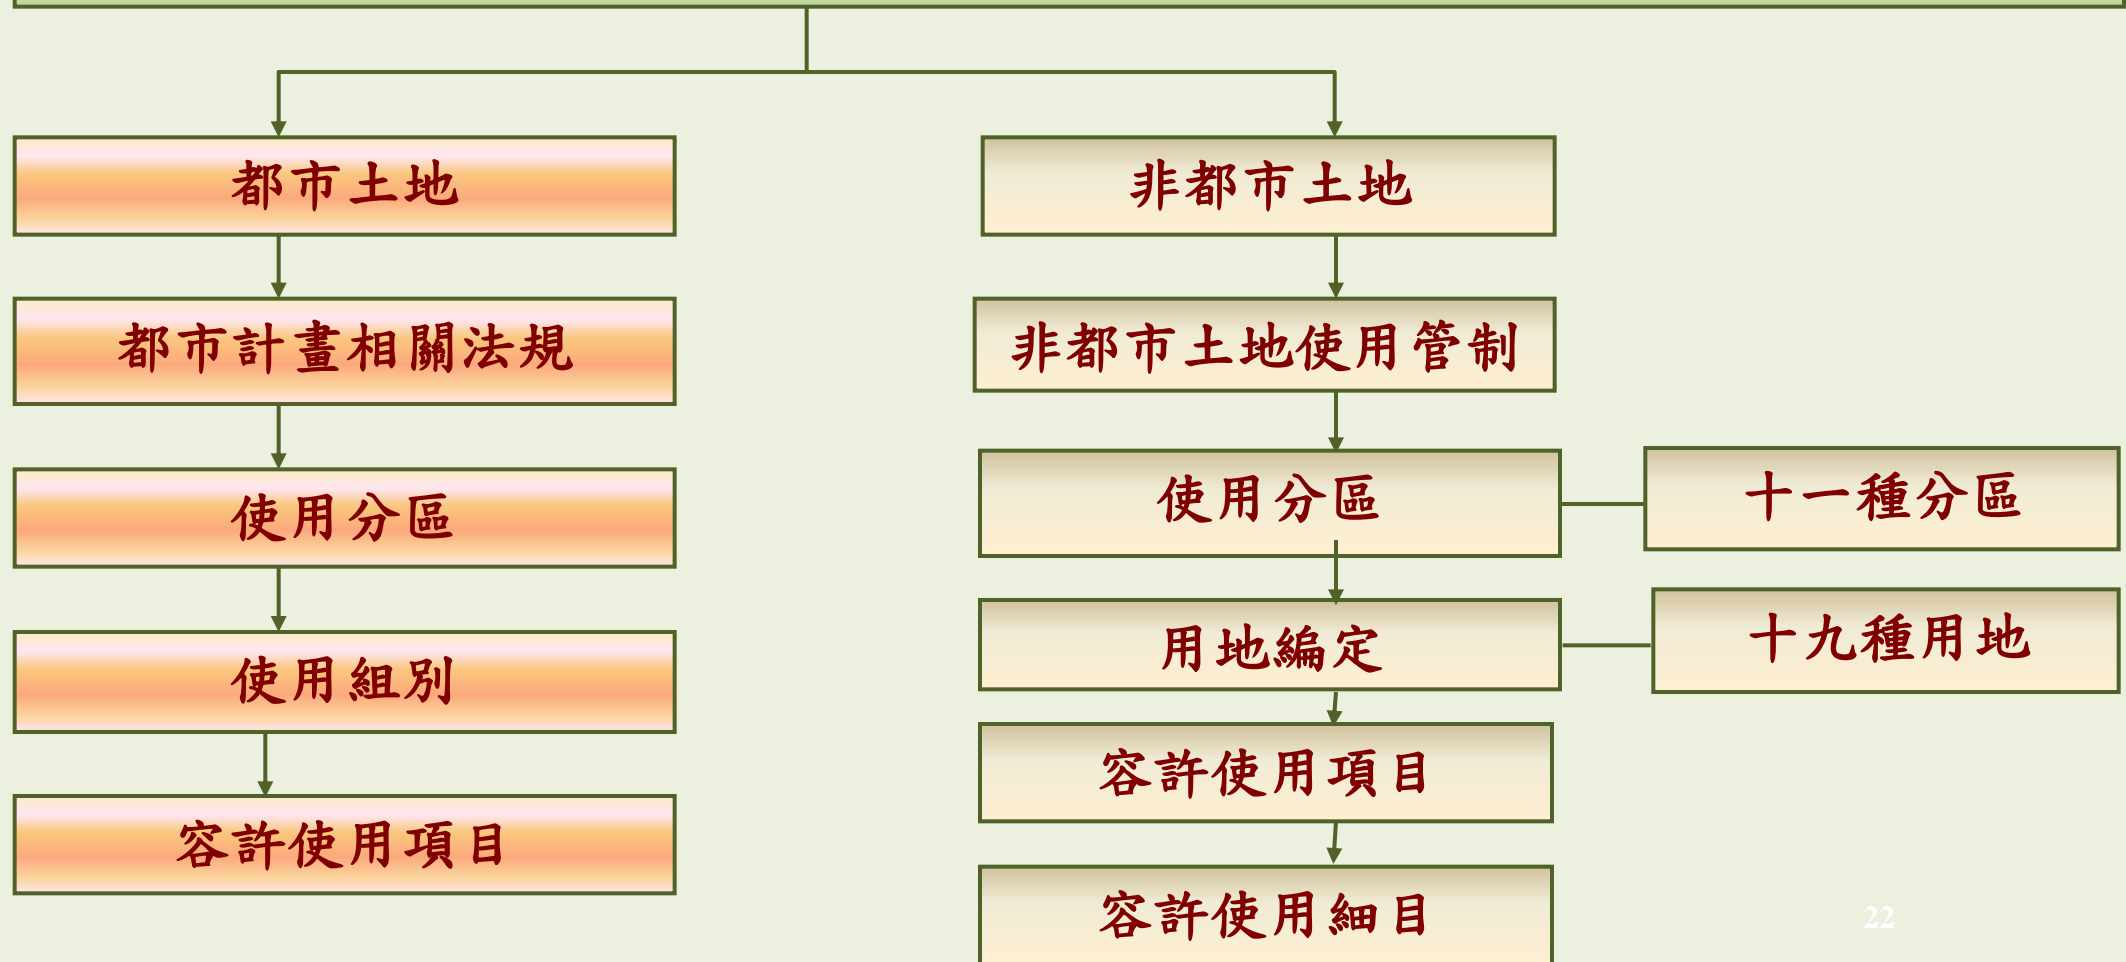 都市土地
都市計畫相關法規
使用分區
使用組別
容許使用項目
非都市土地
非都市土地使用管制
使用分區
十一種分區
用地編定
十九種用地
容許使用項目
容許使用細目
22